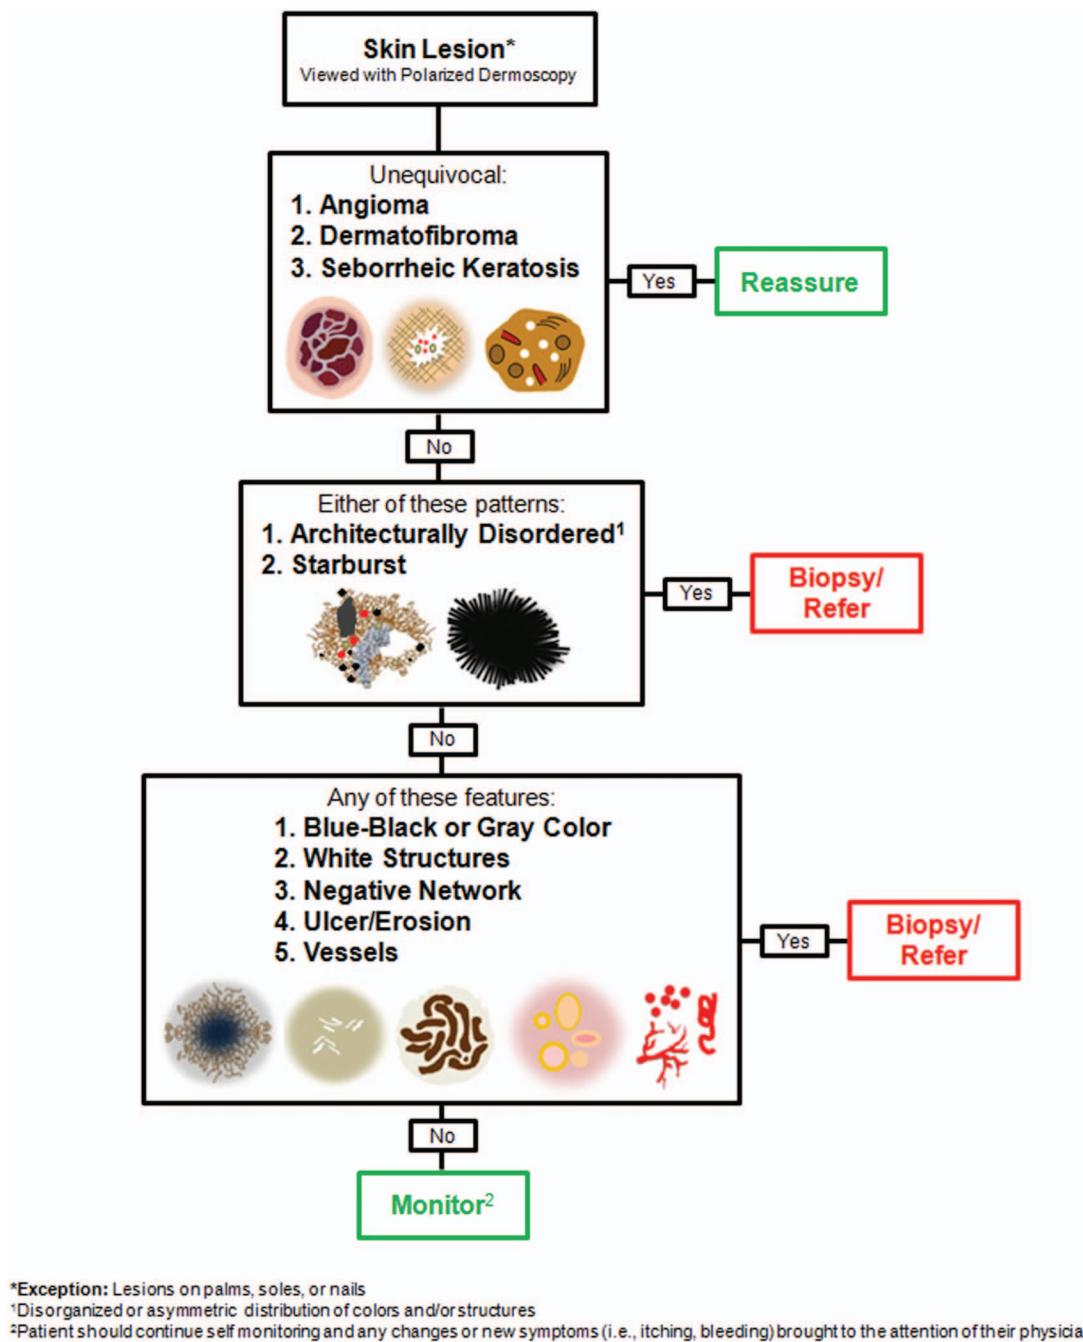 Skin Lesion*
Viewed with Polarized Dermoscopy
Unequivocal:
1. Angioma
2. Dermatofibroma
3. Seborrheic Keratosis
Yes
Reassure
No
Either of these patterns:
1. Architecturally Disordered¹
2. Starburst
Yes
Biopsy/
Refer
No
Any of these features:
1. Blue-Black or Gray Color
2. White Structures
3. Negative Network
4. Ulcer/Erosion
5. Vessels
Yes
Biopsy/
Refer
No
Monitor²
*Exception: Lesions on palms, soles, or nails
¹Disorganized or asymmetric distribution of colors and/or structures
²Patient should continue self monitoring and any changes or new symptoms (i.e., itching, bleeding) brought to the attention of their physicia